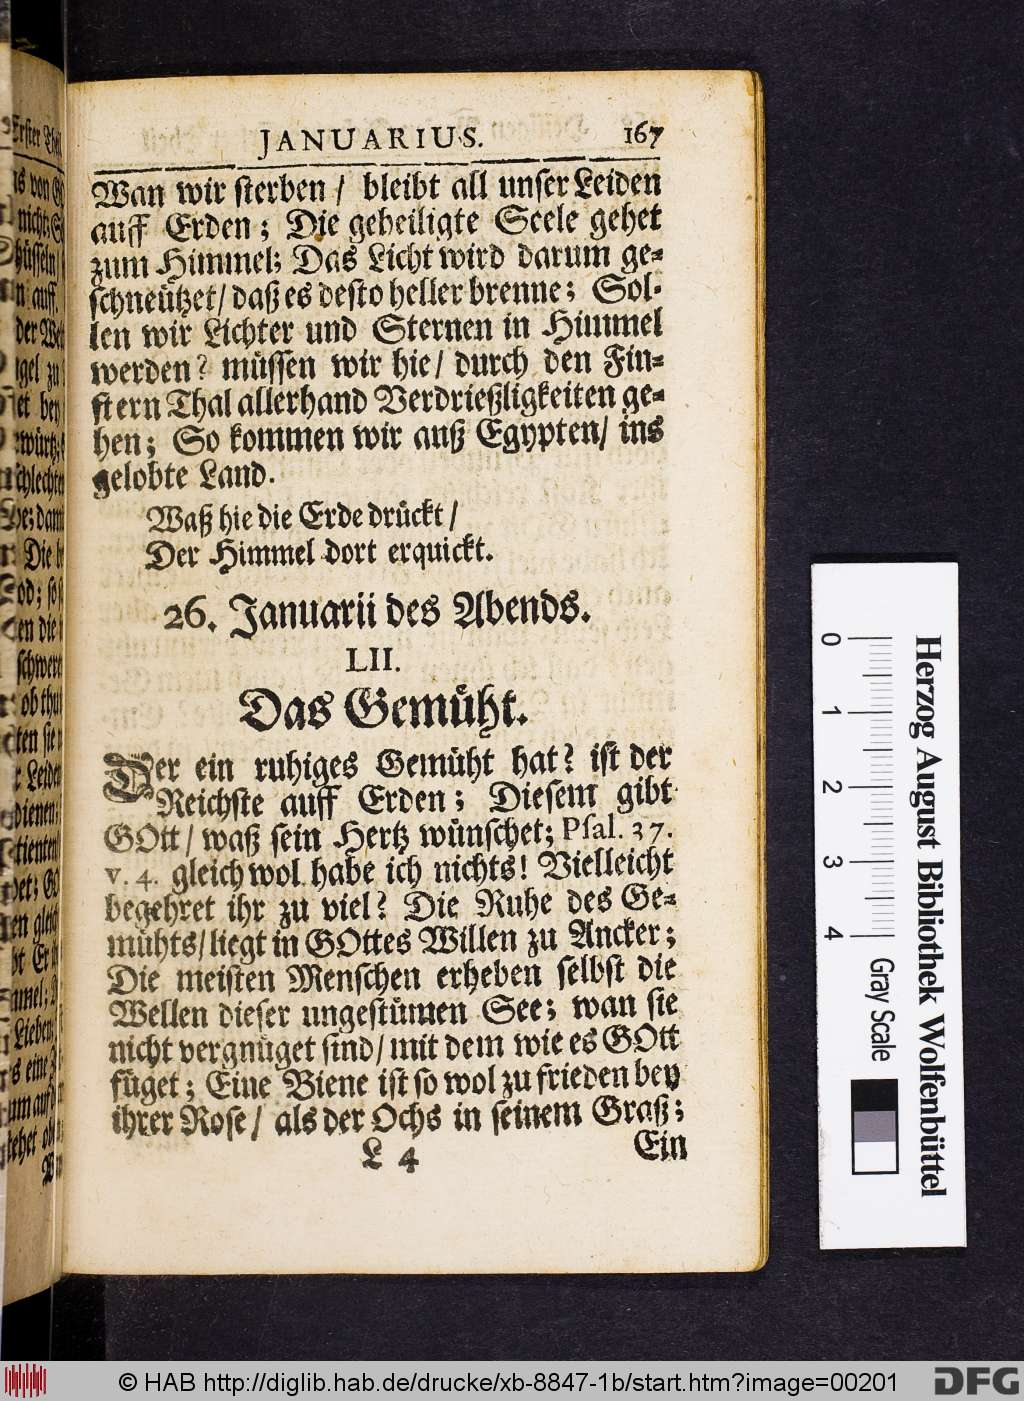 JANUARIUS. 167
Wan wir sterben / bleibt all unser Leiden
auff Erden; Die geheiligte Seele gehet
zum Himmel; Das Licht wird darum ge-
schneützet / daß es desto heller brenne; Sol-
len wir Lichter und Sternen in Himmel
werden? müssen wir hie / durch den Fin-
stern Thal allerhand Verdrießligkeiten ge-
hen; So kommen wir auß Egypten / ins
gelobte Land.
Waß hie die Erde drückt /
Der Himmel dort erquickt.
26. Januarii des Abends.
LII.
Das Gemüht.
Der ein ruhiges Gemüht hat? ist der
Reichste auff Erden; Diesem gibt
GOtt / waß sein Hertz wünschet; Psal. 37.
v. 4. gleich wol habe ich nichts! Vielleicht
begehret ihr zu viel? Die Ruhe des Ge-
mühts / liegt in GOttes Willen zu Ancker;
Die meisten Menschen erheben selbst die
Wellen dieser ungestümen See; wan sie
nicht vergnüget sind / mit dem wie es GOtt
füget; Eine Biene ist so wol zu frieden bey
ihrer Rose / als der Ochs in seinem Graß;
L 4 Ein
Herzog August Bibliothek Wolfenbüttel
0 1 2 3 4 Gray Scale
© HAB http://diglib.hab.de/drucke/xb-8847-1b/start.htm?image=00201
DFG